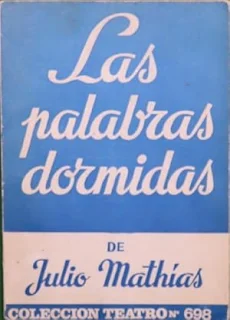 Las
palabras
dormidas
DE
Julio Mathías
COLECCION TEATRO Nº 698